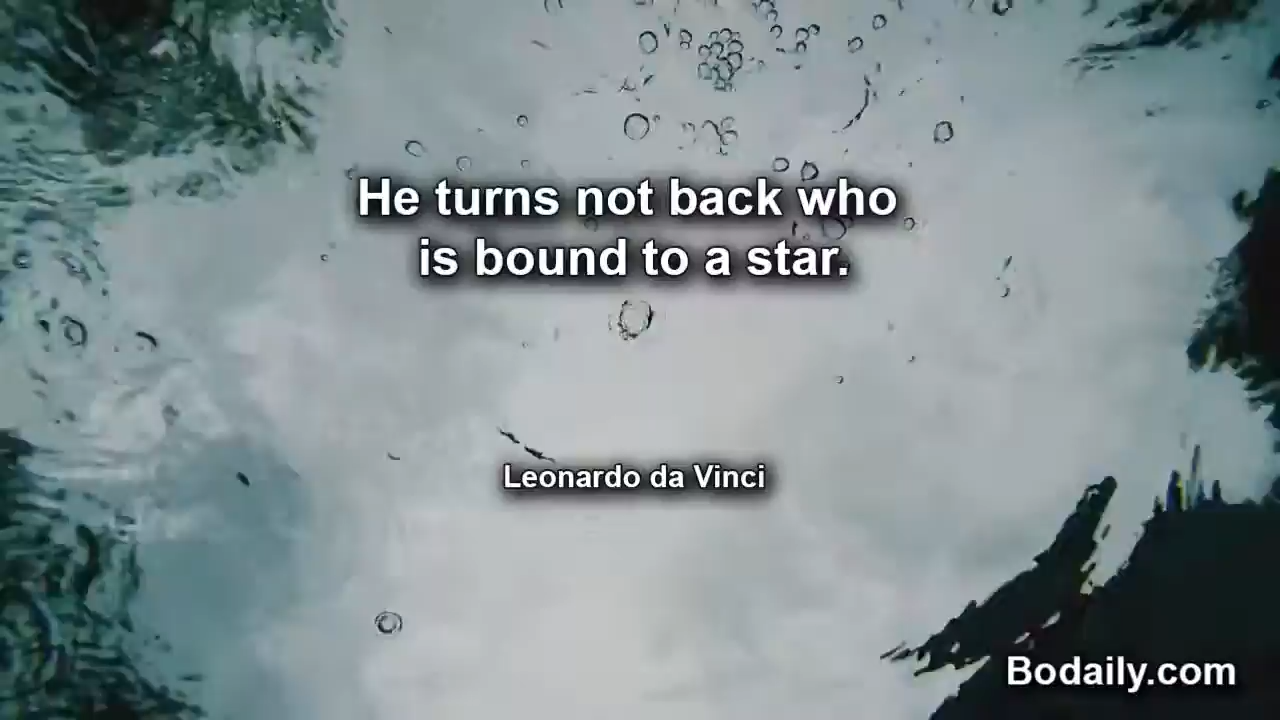 He turns not back who
is bound to a star.
Leonardo da Vinci
Bodaily.com